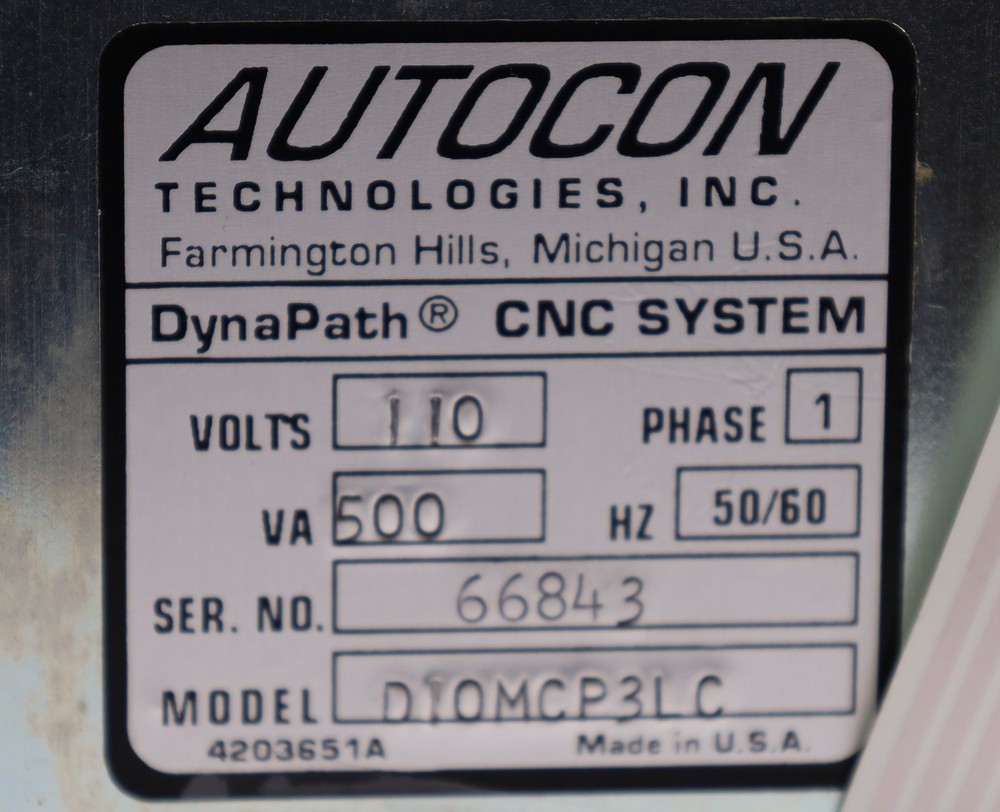 AUTOCON
TECHNOLOGIES, INC.
Farmington Hills, Michigan U.S.A.
DynaPath® CNC SYSTEM
VOLTS 110 PHASE 1
VA 500 HZ 50/60
SER. NO. 66843
MODEL D10MCP3LC
4203651A Made in U.S.A.